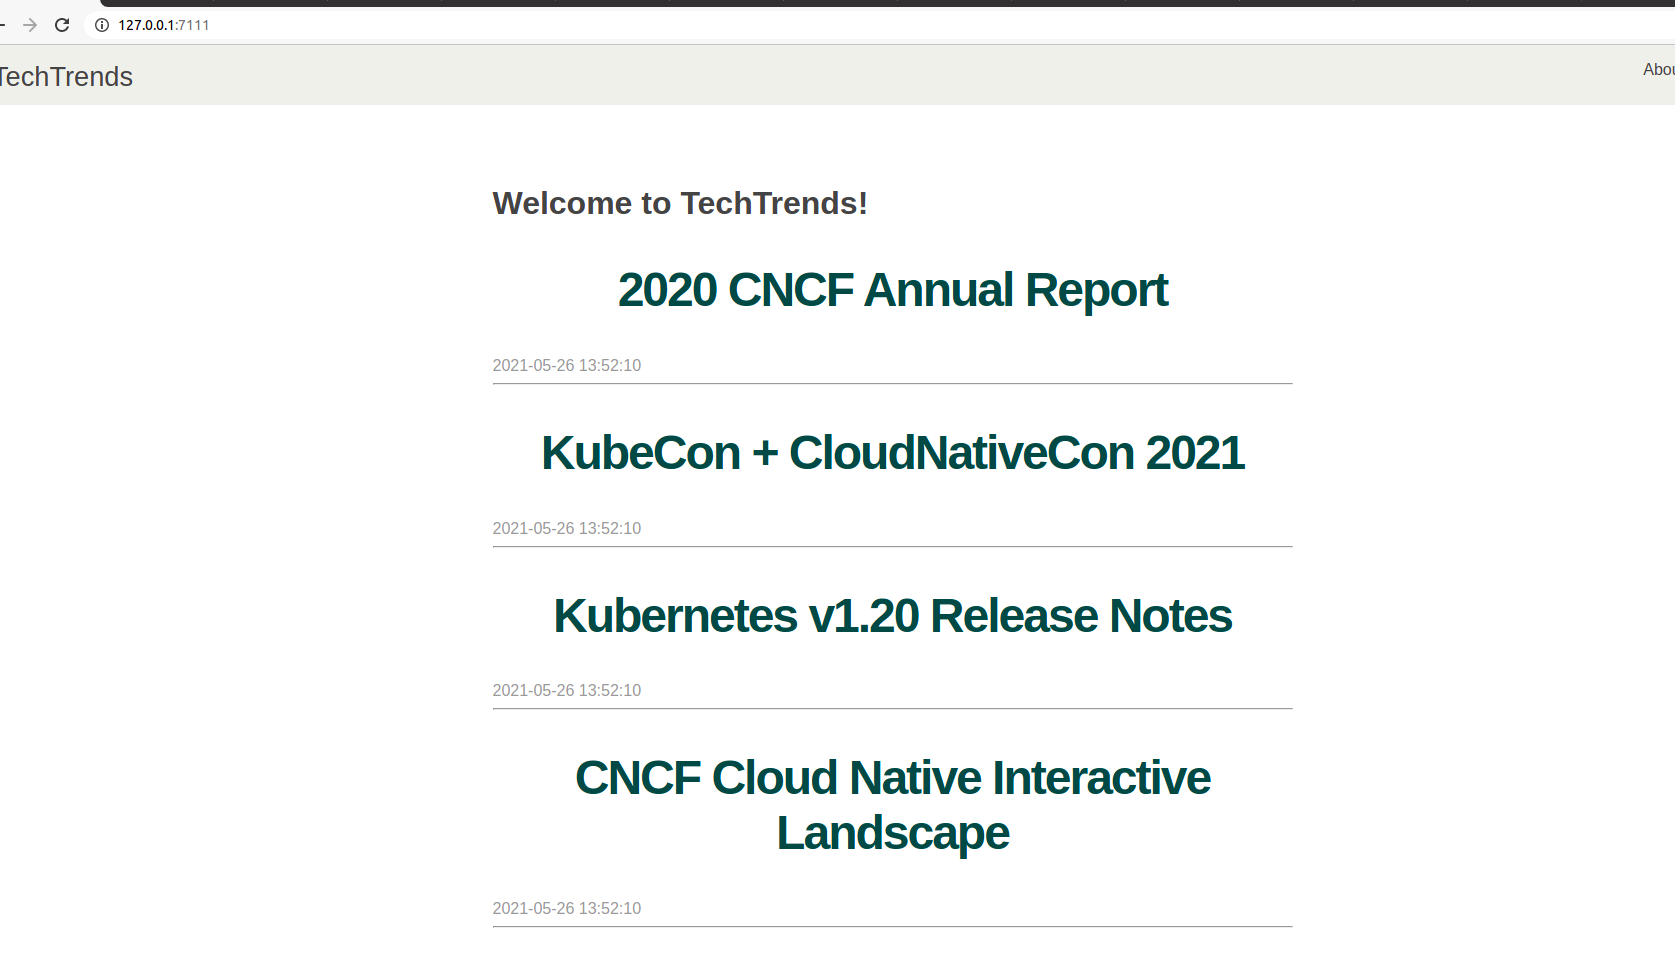 127.0.0.1:7111
TechTrends
Abou
Welcome to TechTrends!
2020 CNCF Annual Report
2021-05-26 13:52:10
KubeCon + CloudNativeCon 2021
2021-05-26 13:52:10
Kubernetes v1.20 Release Notes
2021-05-26 13:52:10
CNCF Cloud Native Interactive
Landscape
2021-05-26 13:52:10